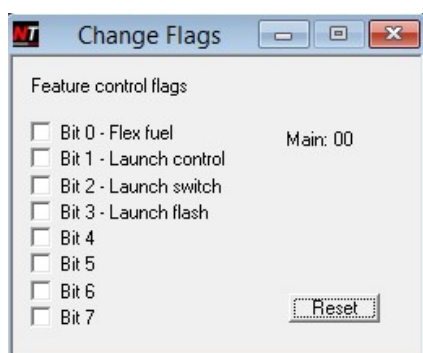 NT Change Flags
Feature control flags
Bit 0 - Flex fuel
Main: 00
Bit 1 - Launch control
Bit 2 - Launch switch
Bit 3 - Launch flash
Bit 4
Bit 5
Bit 6
Bit 7
Reset